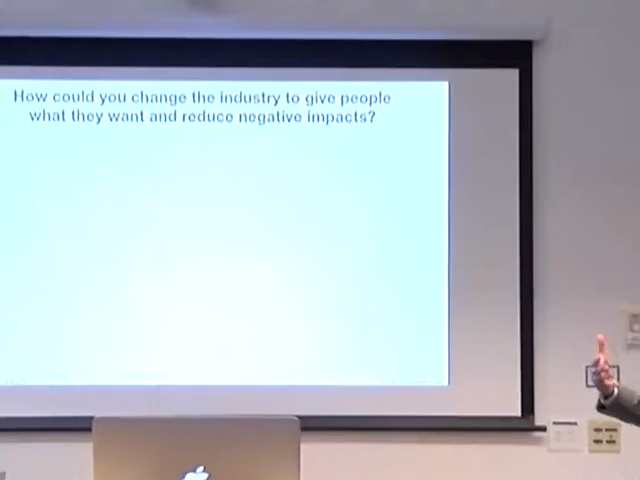 How could you change the industry to give people
what they want and reduce negative impacts?